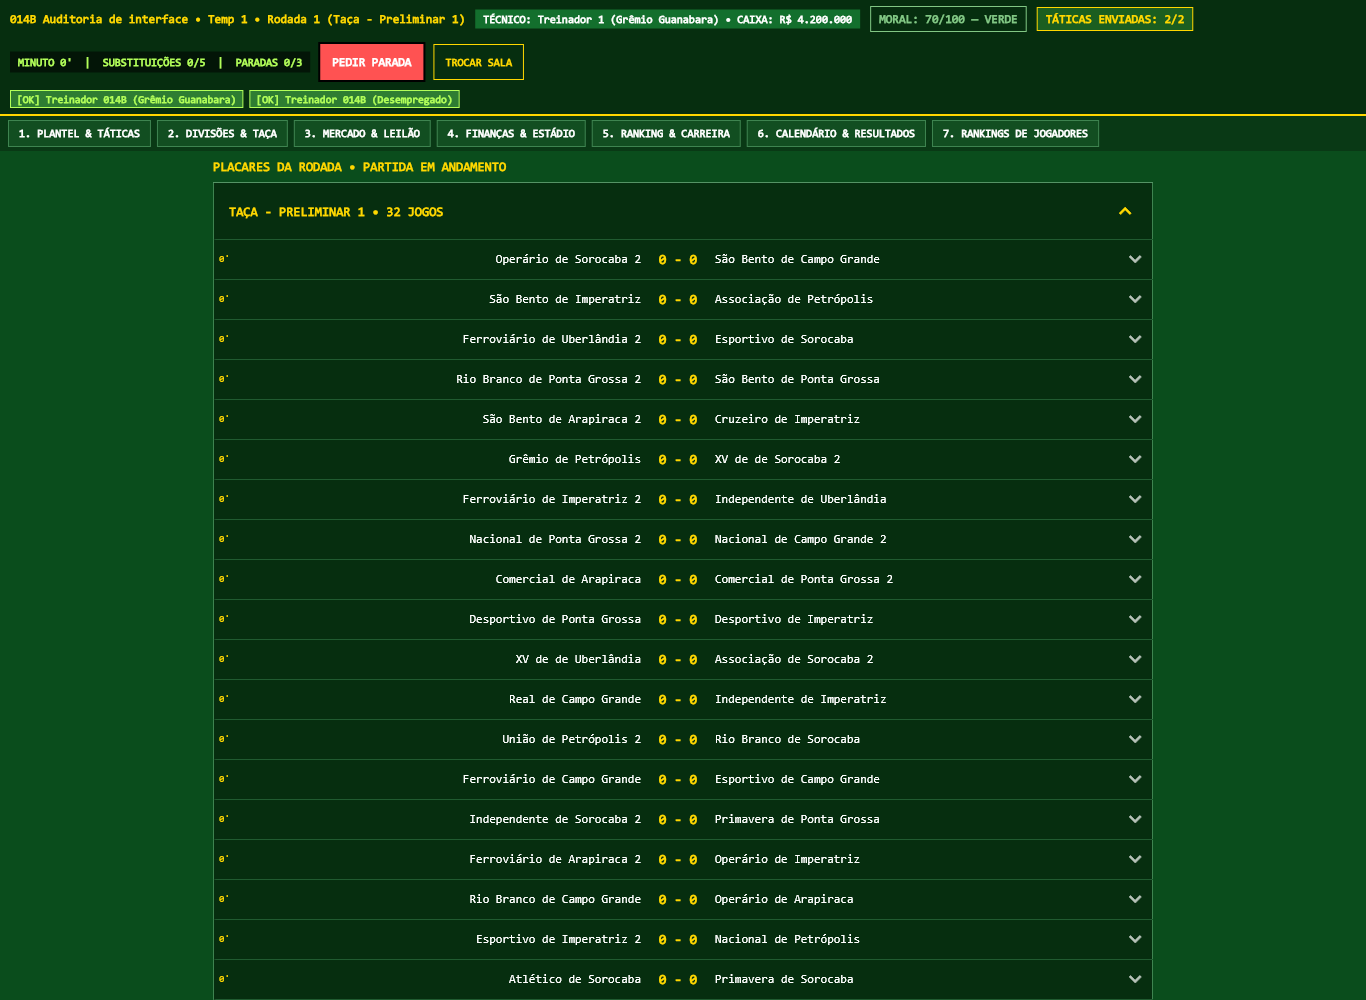 014B Auditoria de interface • Temp 1 • Rodada 1 (Taça - Preliminar 1) TÉCNICO: Treinador 1 (Grêmio Guanabara) • CAIXA: R$ 4.200.000 MORAL: 70/100 — VERDE TÁTICAS ENVIADAS: 2/2
MINUTO 0' | SUBSTITUIÇÕES 0/5 | PARADAS 0/3 PEDIR PARADA TROCAR SALA
[OK] Treinador 014B (Grêmio Guanabara) [OK] Treinador 014B (Desempregado)
1. PLANTEL & TÁTICAS 2. DIVISÕES & TAÇA 3. MERCADO & LEILÃO 4. FINANÇAS & ESTÁDIO 5. RANKING & CARREIRA 6. CALENDÁRIO & RESULTADOS 7. RANKINGS DE JOGADORES
PLACARES DA RODADA • PARTIDA EM ANDAMENTO
TAÇA - PRELIMINAR 1 • 32 JOGOS
0' Operário de Sorocaba 2 0 - 0 São Bento de Campo Grande
0' São Bento de Imperatriz 0 - 0 Associação de Petrópolis
0' Ferroviário de Uberlândia 2 0 - 0 Esportivo de Sorocaba
0' Rio Branco de Ponta Grossa 2 0 - 0 São Bento de Ponta Grossa
0' São Bento de Arapiraca 2 0 - 0 Cruzeiro de Imperatriz
0' Grêmio de Petrópolis 0 - 0 XV de de Sorocaba 2
0' Ferroviário de Imperatriz 2 0 - 0 Independente de Uberlândia
0' Nacional de Ponta Grossa 2 0 - 0 Nacional de Campo Grande 2
0' Comercial de Arapiraca 0 - 0 Comercial de Ponta Grossa 2
0' Desportivo de Ponta Grossa 0 - 0 Desportivo de Imperatriz
0' XV de de Uberlândia 0 - 0 Associação de Sorocaba 2
0' Real de Campo Grande 0 - 0 Independente de Imperatriz
0' União de Petrópolis 2 0 - 0 Rio Branco de Sorocaba
0' Ferroviário de Campo Grande 0 - 0 Esportivo de Campo Grande
0' Independente de Sorocaba 2 0 - 0 Primavera de Ponta Grossa
0' Ferroviário de Arapiraca 2 0 - 0 Operário de Imperatriz
0' Rio Branco de Campo Grande 0 - 0 Operário de Arapiraca
0' Esportivo de Imperatriz 2 0 - 0 Nacional de Petrópolis
0' Atlético de Sorocaba 0 - 0 Primavera de Sorocaba